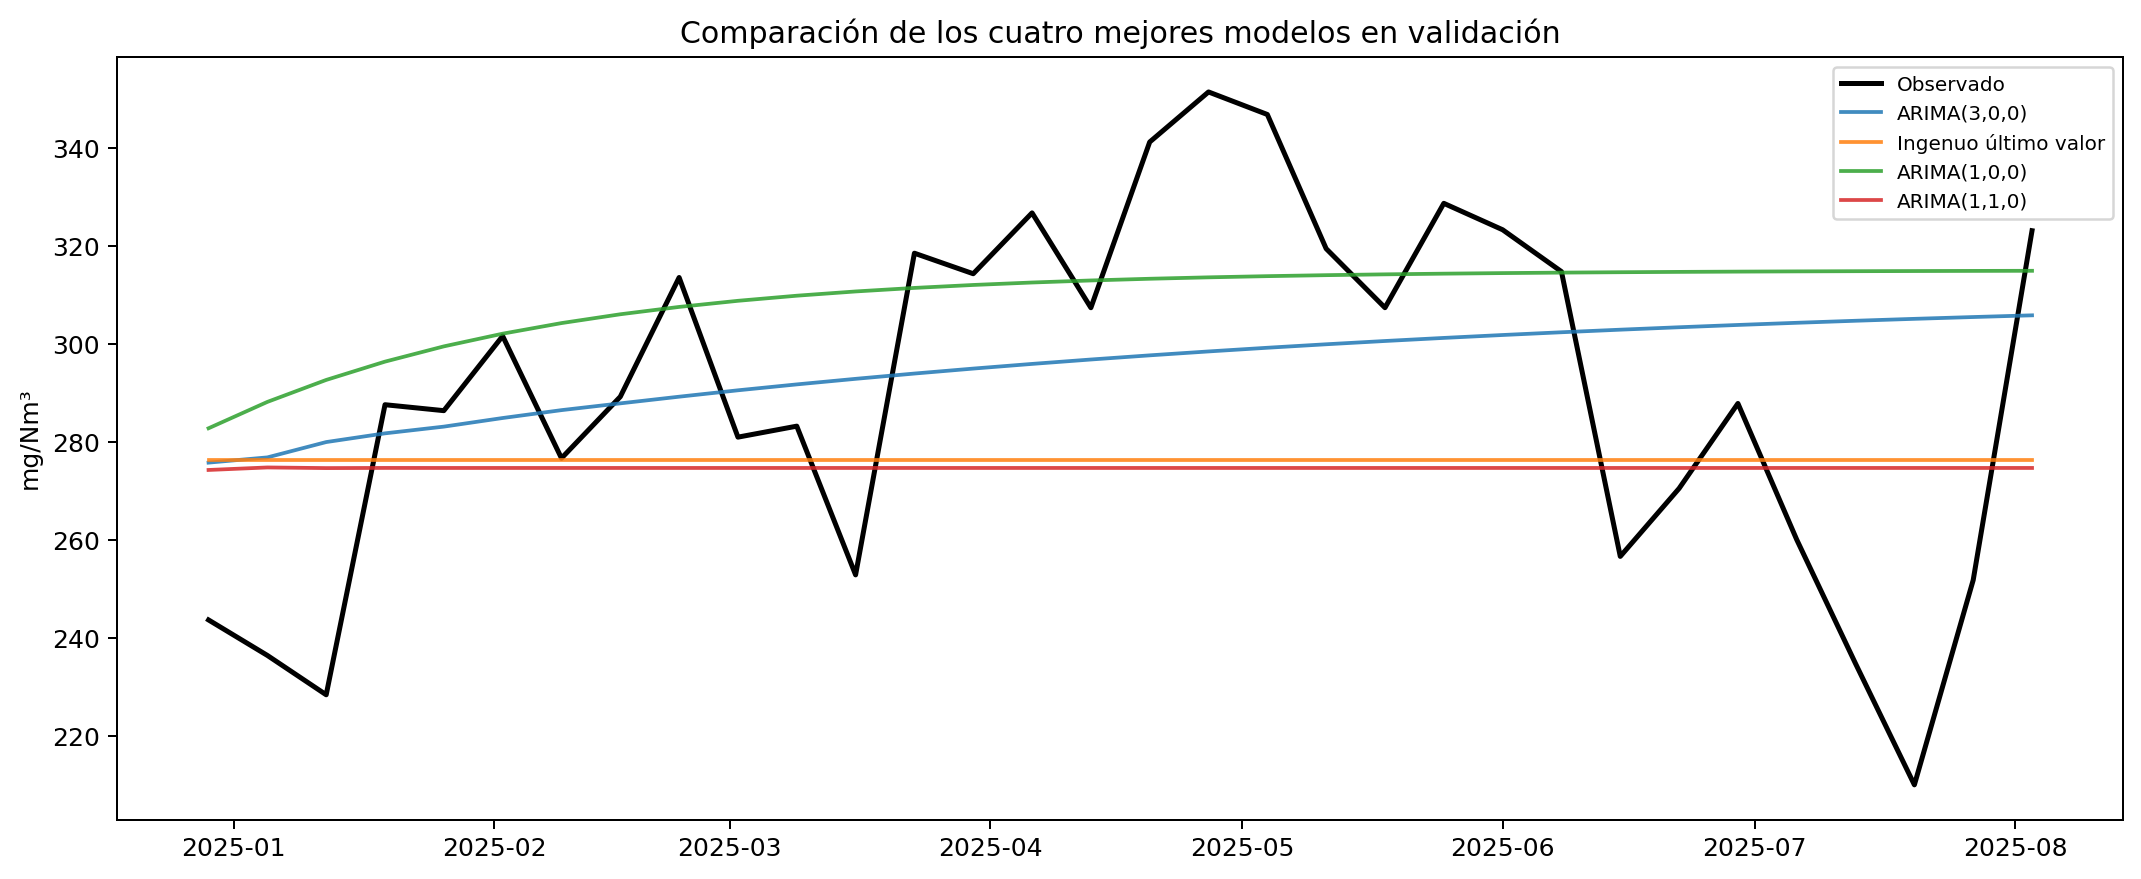 Comparación de los cuatro mejores modelos en validación
Observado
ARIMA(3,0,0)
Ingenuo último valor
ARIMA(1,0,0)
ARIMA(1,1,0)
mg/Nm³
340
320
300
280
260
240
220
2025-01 2025-02 2025-03 2025-04 2025-05 2025-06 2025-07 2025-08